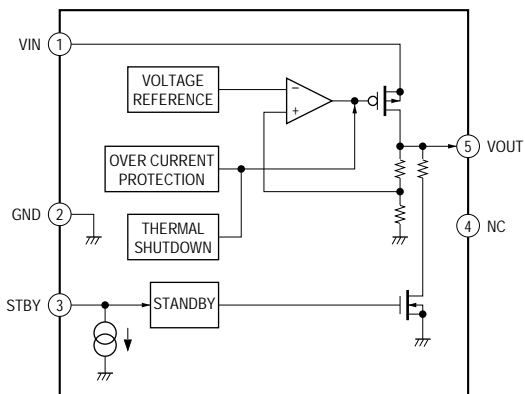 VIN 1
VOLTAGE
REFERENCE
−
+
OVER CURRENT
PROTECTION
5 VOUT
GND 2
THERMAL
SHUTDOWN
4 NC
STBY 3
STANDBY